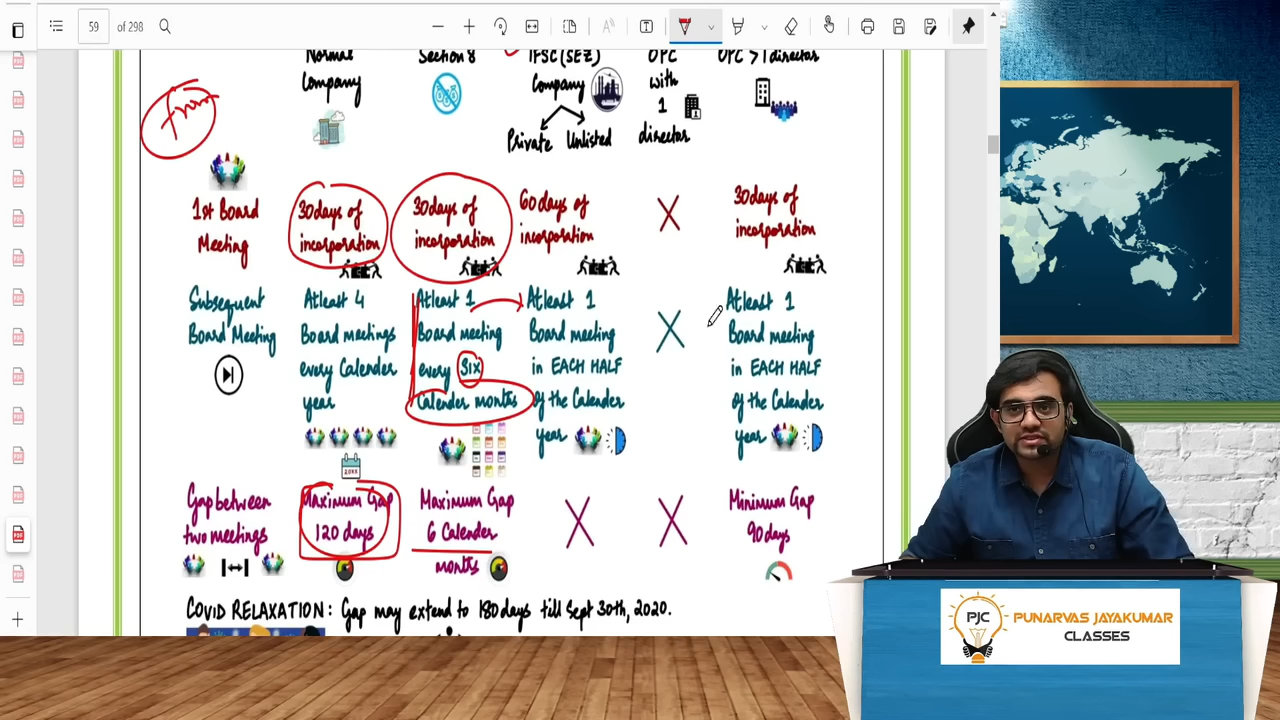 59 of 298
Normal Company
Section 8
IFSC (SEZ) Company
Private Unlisted
OPC with 1 director
OPC > 1 director
from
1st Board Meeting
30 days of incorporation
30 days of incorporation
60 days of incorporation
X
30 days of incorporation
Subsequent Board Meeting
Atleast 4 Board meetings every Calender year
Atleast 1 Board meeting every Six Calender months
Atleast 1 Board meeting in EACH HALF of the Calender year
X
Atleast 1 Board meeting in EACH HALF of the Calender year
Gap between two meetings
Maximum Gap 120 days
Maximum Gap 6 Calender months
X
X
Minimum Gap 90 days
COVID RELAXATION: Gap may extend to 180 days till Sept 30th, 2020.
PJC
PUNARVAS JAYAKUMAR
CLASSES